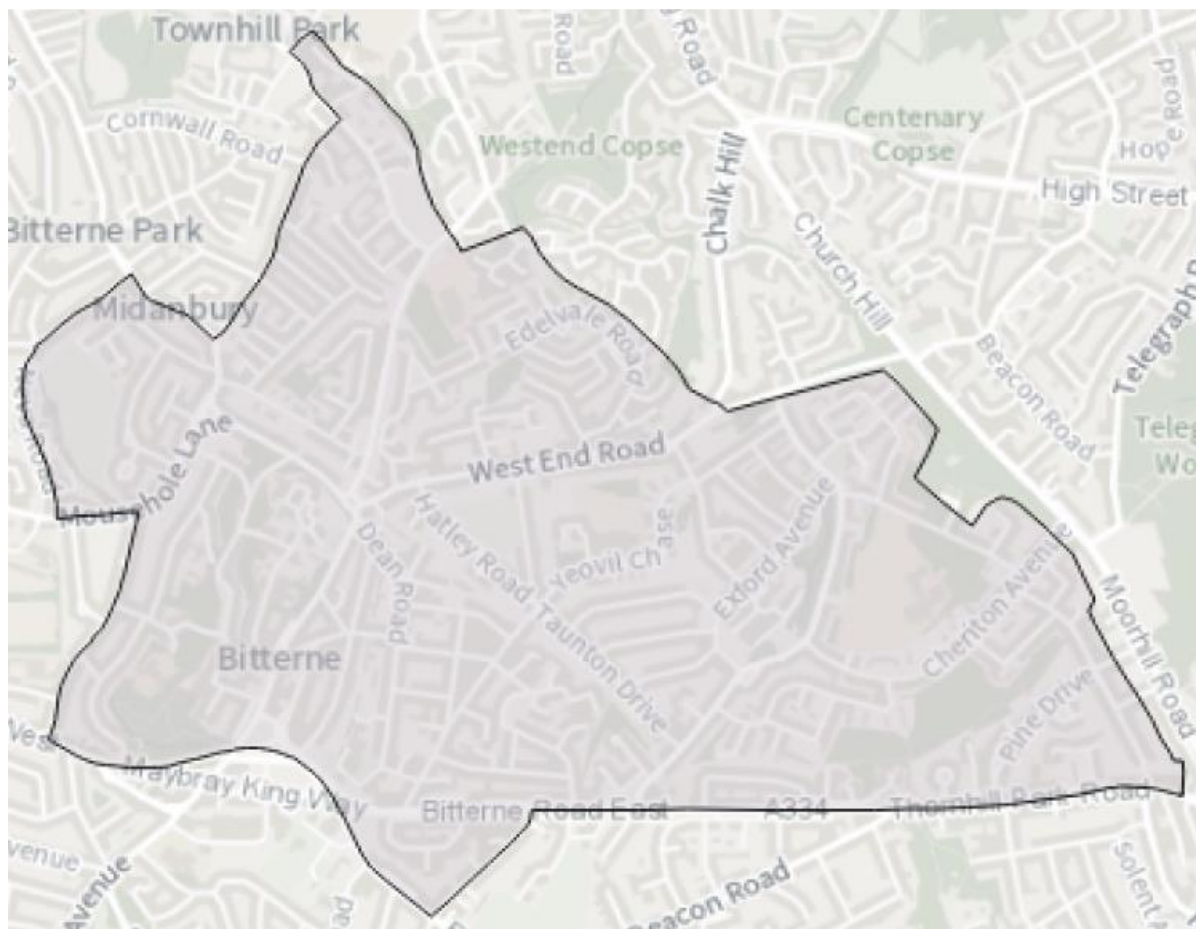 Townhill Park
Road
Road
Cornwall Road
Westend Copse
Centenary
Copse
Hope Road
High Street
Chalk Hill
Bitterne Park
Church Hill
Midanbury
Edelvale Road
Beacon Road
Telegraph
Mousehole Lane
West End Road
Hatley Road
Dean Road
Yeovil Chase
Exford Avenue
Taunton Drive
Cheriton Avenue
Moorhill Road
Bitterne
Pine Drive
Maybray King Way
Bitterne Road East
A334
Thornhill Park Road
venue
Avenue
Beacon Road
Solent